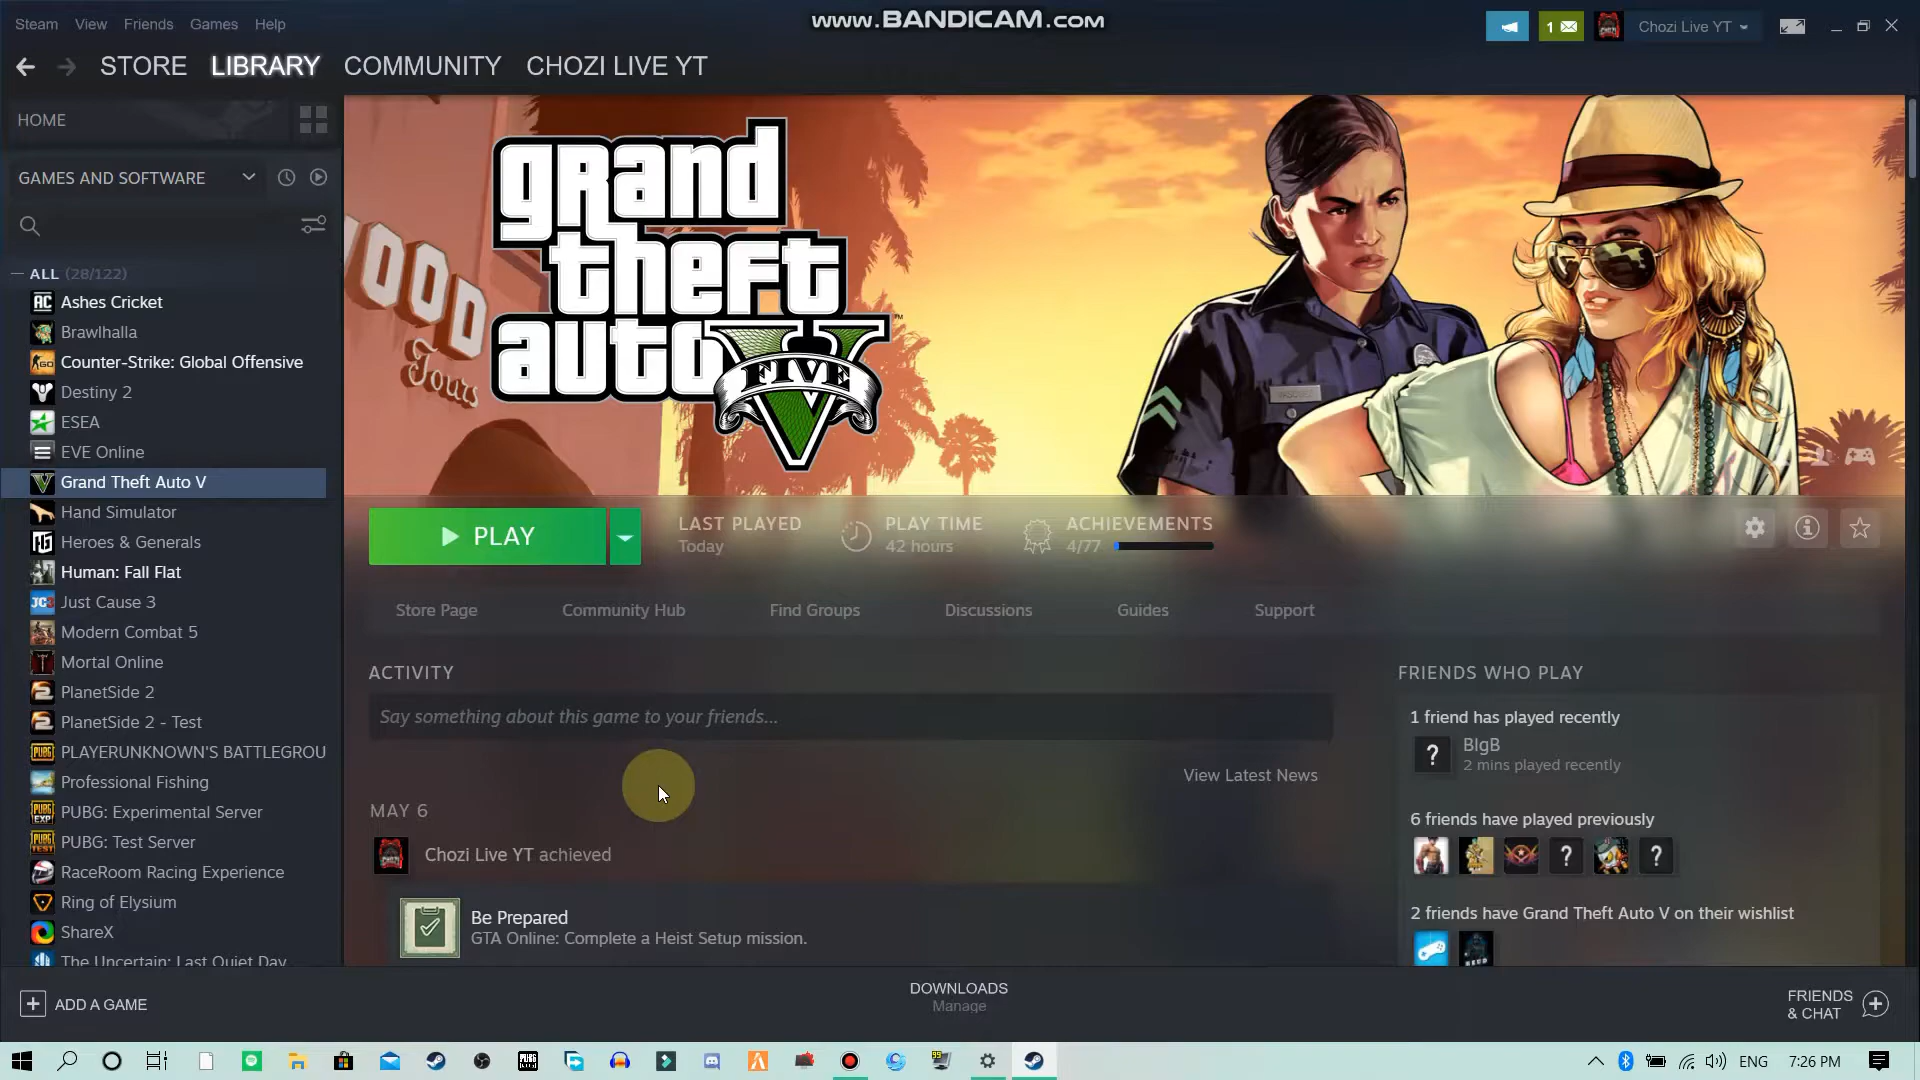 Steam View Friends Games Help
www.BANDICAM.com
1
Chozi Live YT
STORE LIBRARY COMMUNITY CHOZI LIVE YT
HOME
GAMES AND SOFTWARE
ALL (28/122)
Ashes Cricket
Brawlhalla
Counter-Strike: Global Offensive
Destiny 2
ESEA
EVE Online
Grand Theft Auto V
Hand Simulator
Heroes & Generals
Human: Fall Flat
Just Cause 3
Modern Combat 5
Mortal Online
PlanetSide 2
PlanetSide 2 - Test
PLAYERUNKNOWN'S BATTLEGROU
Professional Fishing
PUBG: Experimental Server
PUBG: Test Server
RaceRoom Racing Experience
Ring of Elysium
ShareX
The Uncertain: Last Quiet Day
ADD A GAME
grand
theft
auto V
FIVE
OOD
Tours
PLAY
LAST PLAYED
Today
PLAY TIME
42 hours
ACHIEVEMENTS
4/77
Store Page Community Hub Find Groups Discussions Guides Support
ACTIVITY
Say something about this game to your friends...
View Latest News
MAY 6
Chozi Live YT achieved
Be Prepared
GTA Online: Complete a Heist Setup mission.
FRIENDS WHO PLAY
1 friend has played recently
BIgB
2 mins played recently
6 friends have played previously
2 friends have Grand Theft Auto V on their wishlist
DOWNLOADS
Manage
FRIENDS
& CHAT
ENG 7:26 PM